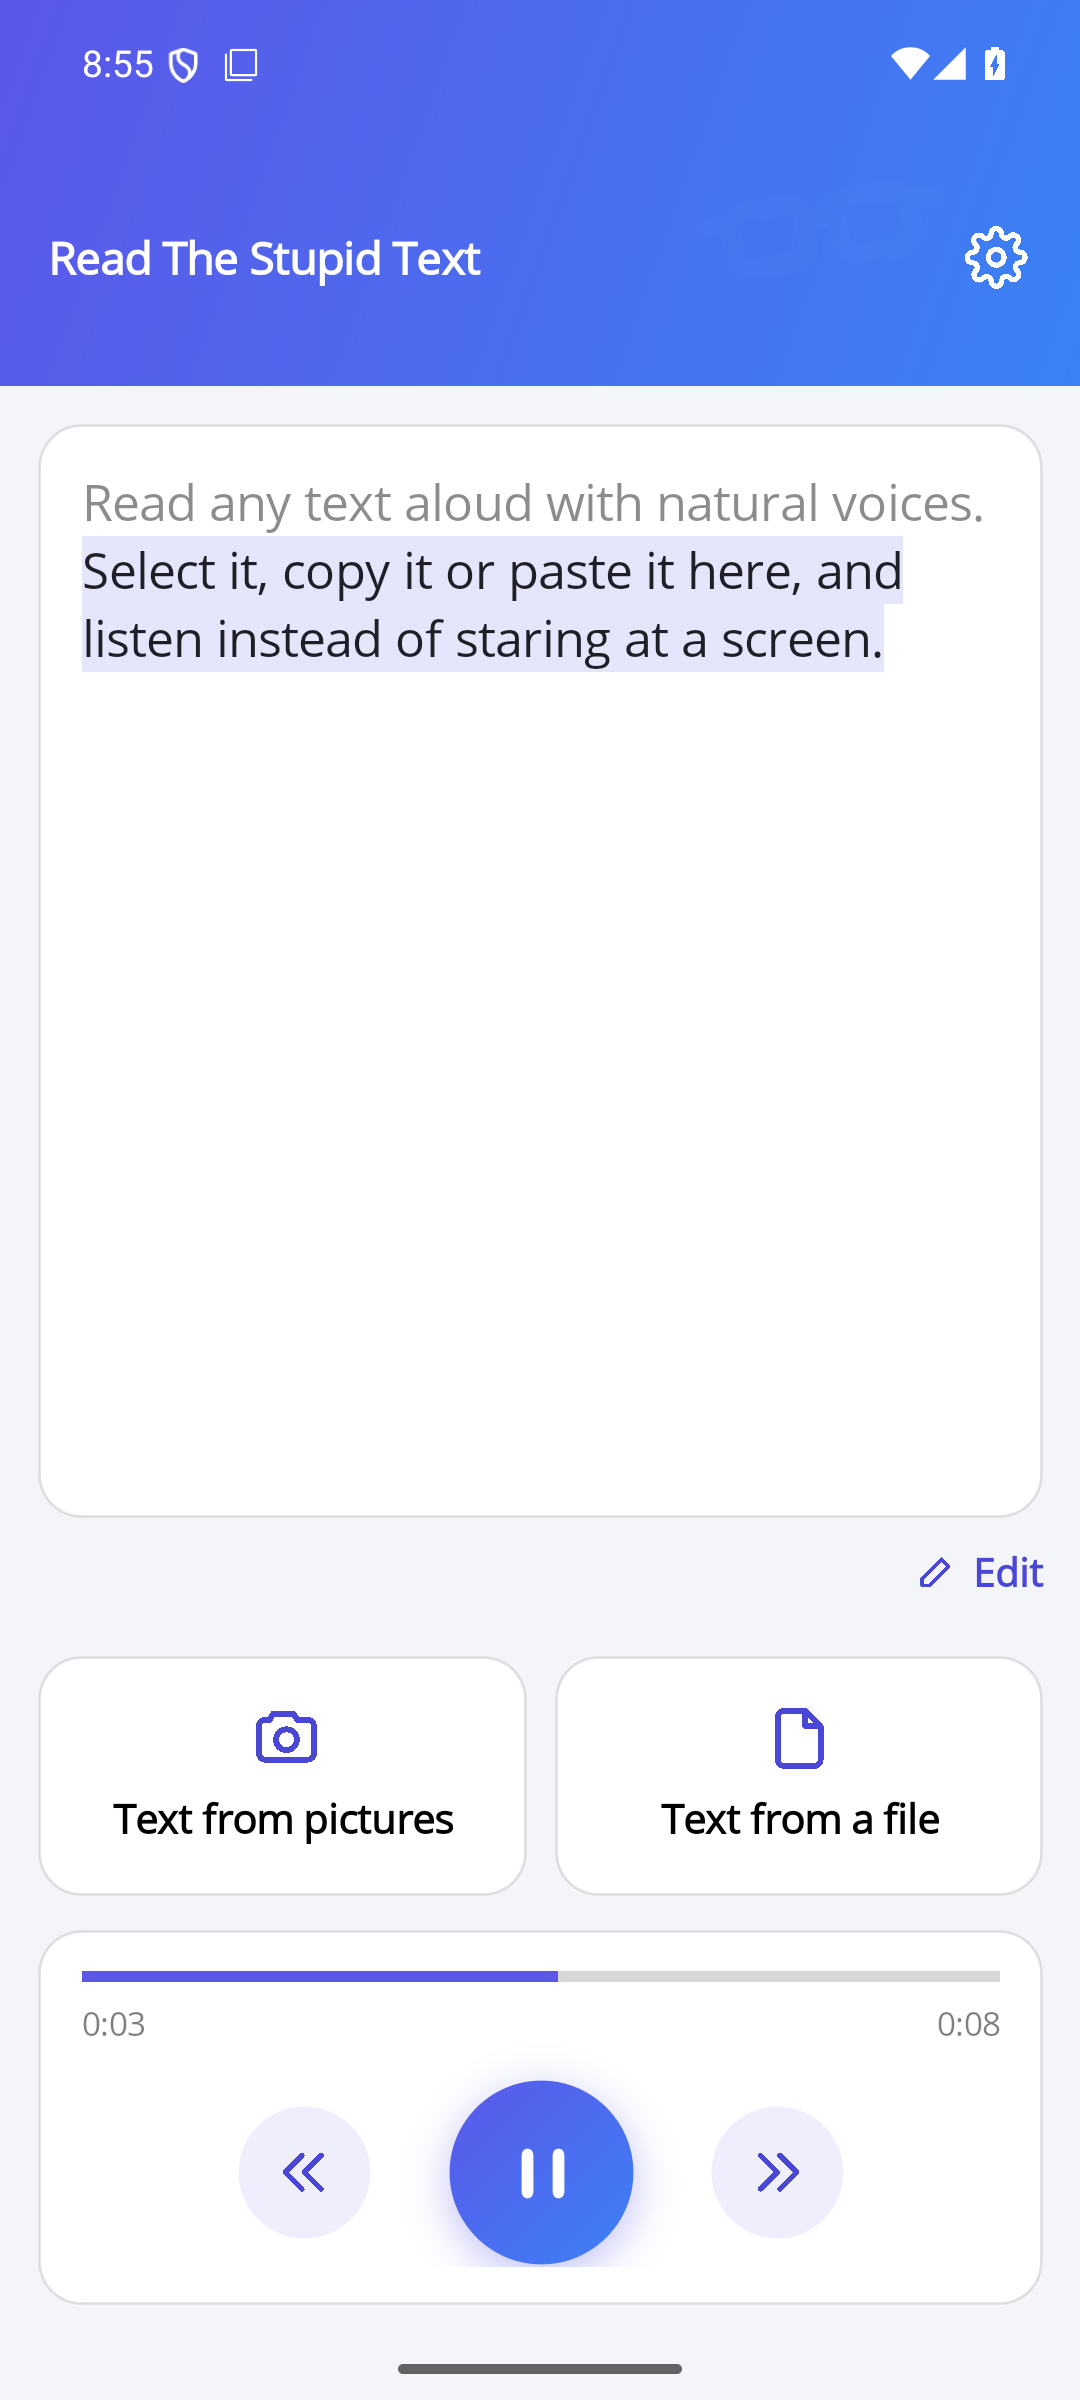 8:55
Read The Stupid Text
Read any text aloud with natural voices.
Select it, copy it or paste it here, and
listen instead of staring at a screen.
Edit
Text from pictures
Text from a file
0:03
0:08